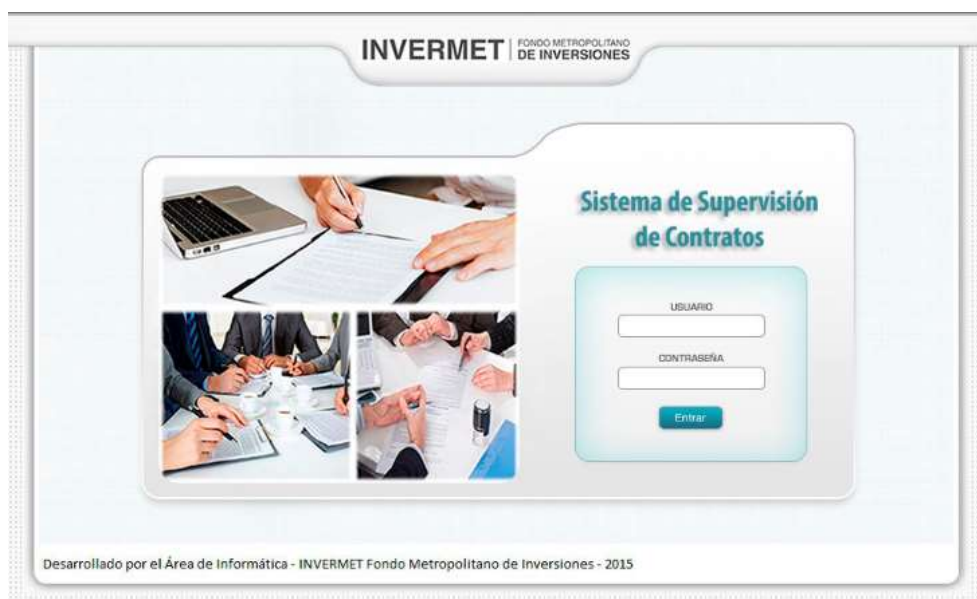 INVERMET
FONDO METROPOLITANO
DE INVERSIONES
Sistema de Supervisión
de Contratos
USUARIO
CONTRASEÑA
Entrar
Desarrollado por el Área de Informática - INVERMET Fondo Metropolitano de Inversiones - 2015